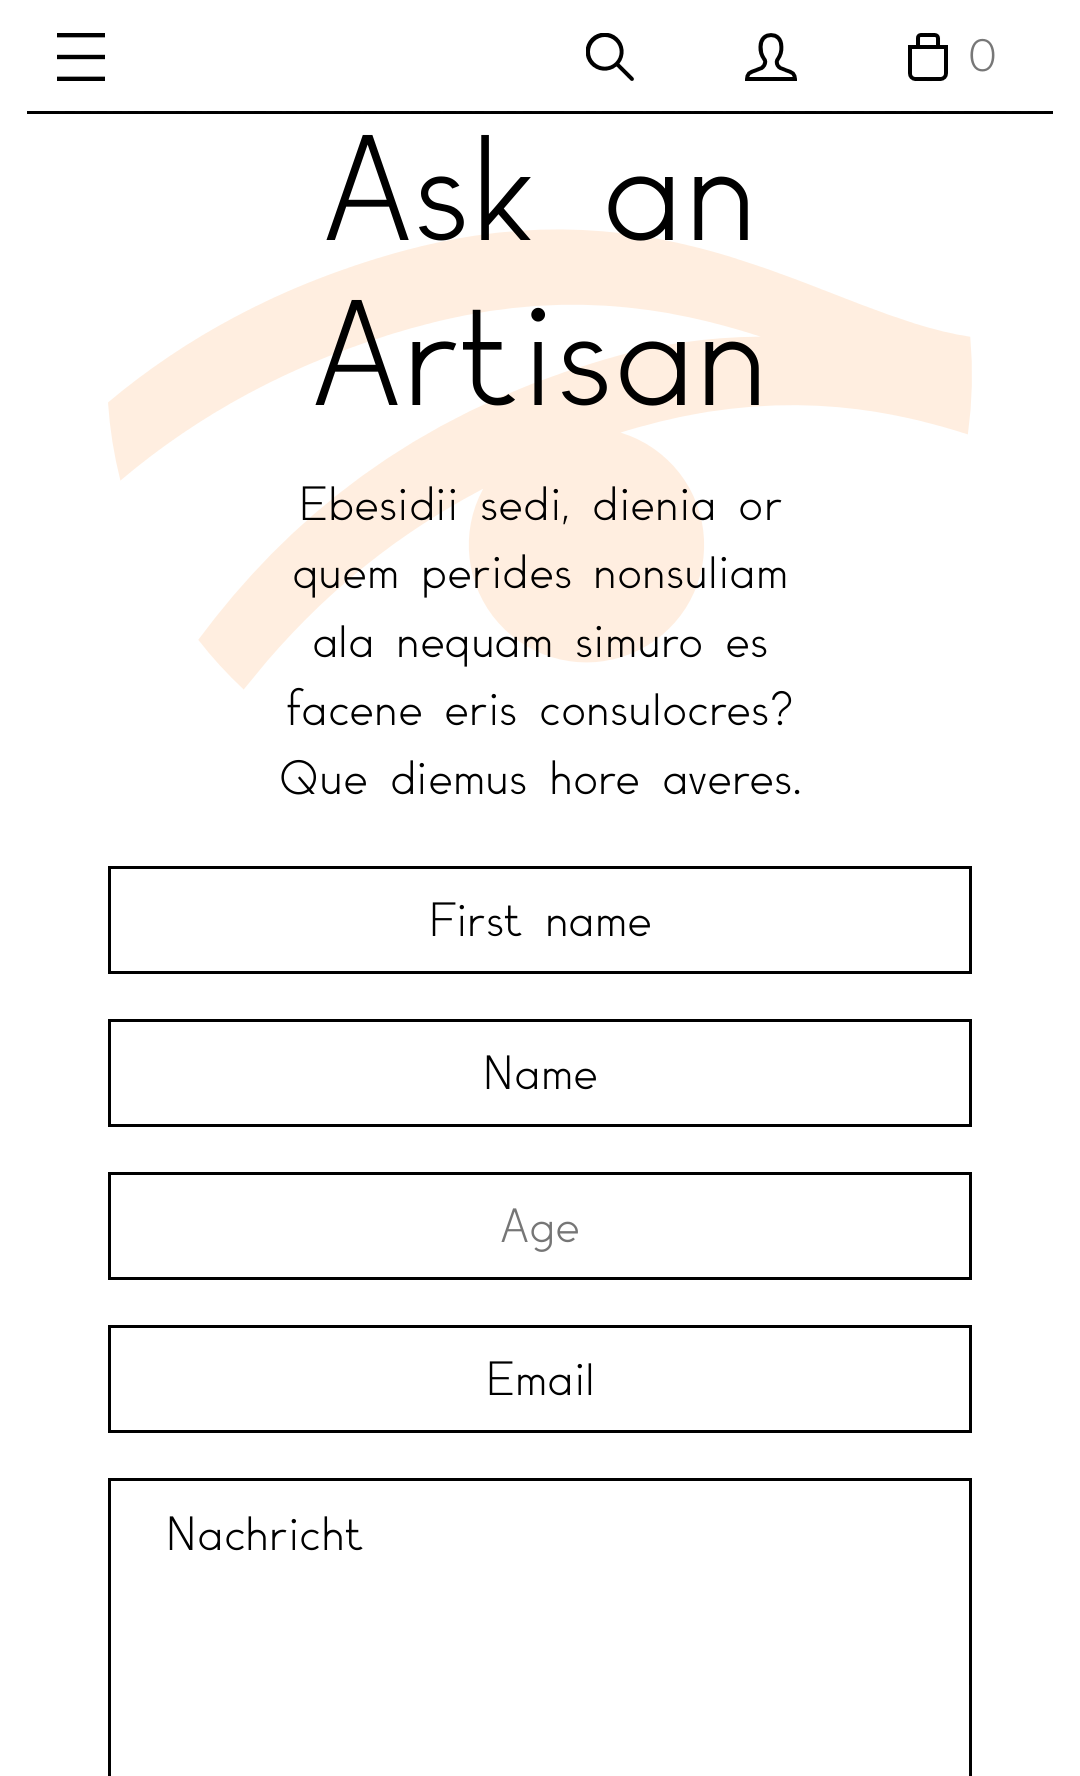 0
Ask an
Artisan
Ebesidii sedi, dienia or
quem perides nonsuliam
ala nequam simuro es
facene eris consulocres?
Que diemus hore averes.
First name
Name
Age
Email
Nachricht